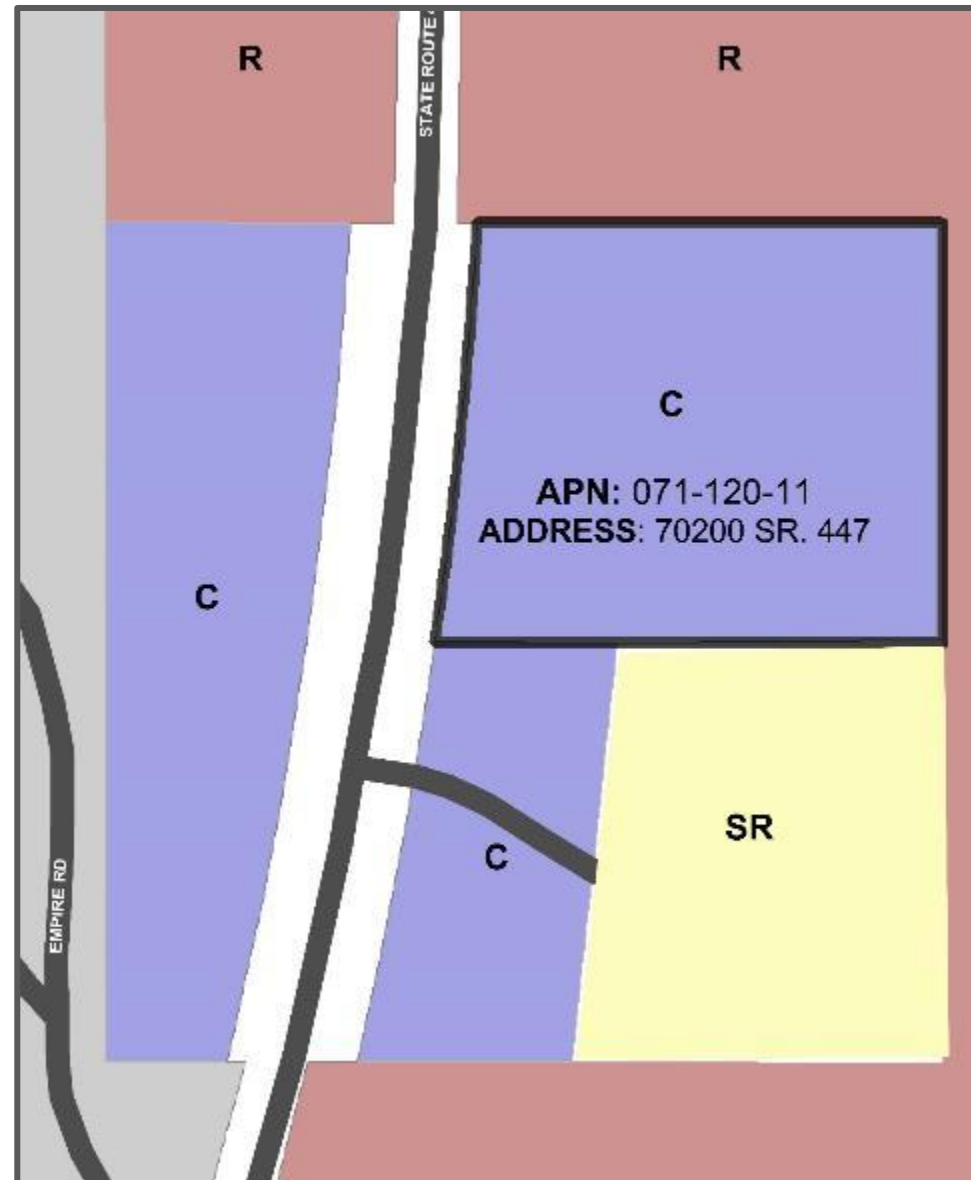 R
STATE ROUTE
R
C
APN: 071-120-11
ADDRESS: 70200 SR. 447
C
SR
C
EMPIRE RD